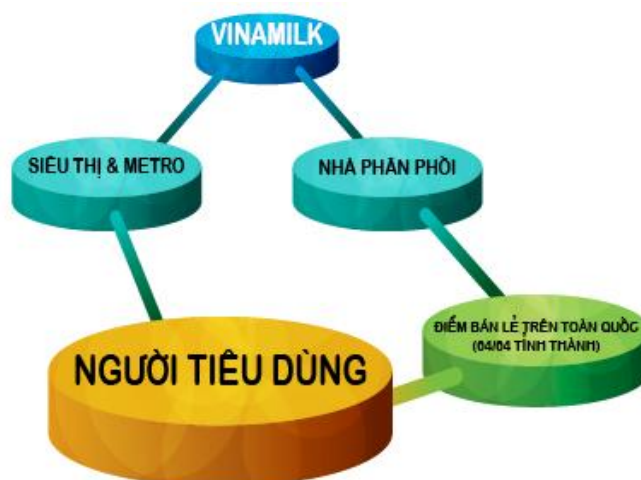 VINAMILK
SIÊU THỊ & METRO
NHÀ PHÂN PHỒI
ĐIỂM BÁN LẺ TRÊN TOÀN QUỐC
(64/64 TỈNH THÀNH)
NGƯỜI TIÊU DÙNG